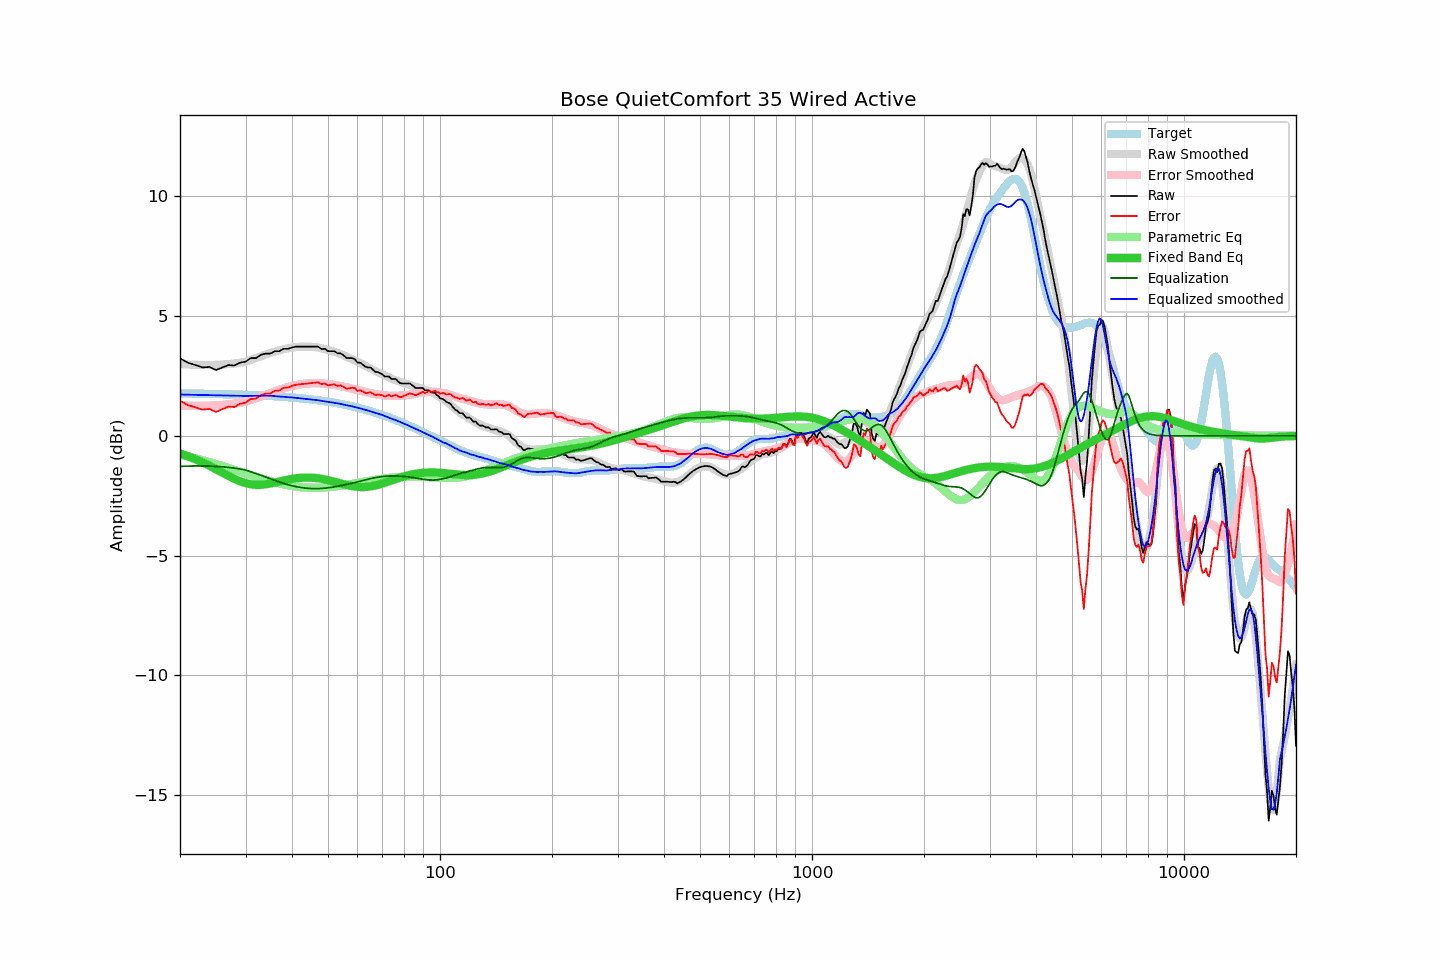 Bose QuietComfort 35 Wired Active
Target
Raw Smoothed
Error Smoothed
Raw
Error
Parametric Eq
Fixed Band Eq
Equalization
Equalized smoothed
Amplitude (dBr)
10
5
0
−5
−10
−15
100
1000
10000
Frequency (Hz)